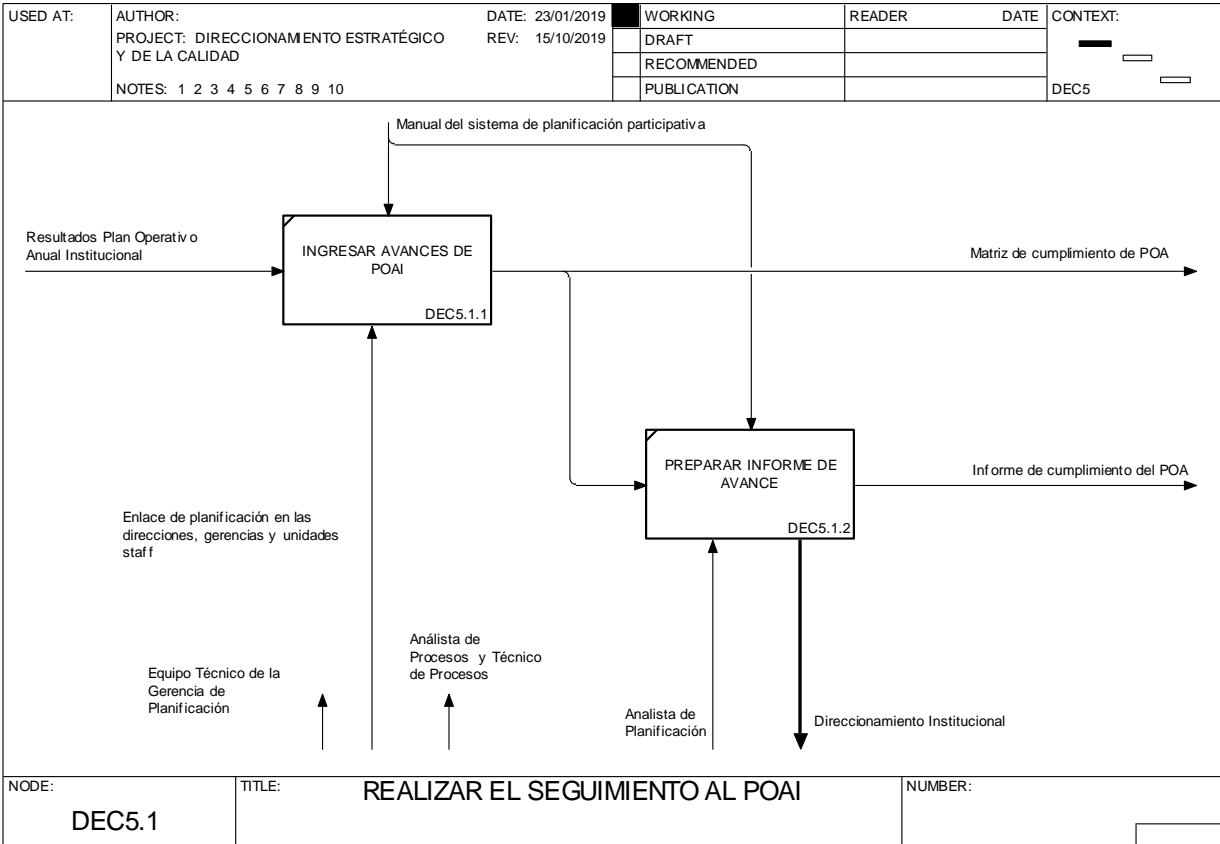 USED AT:
AUTHOR:
DATE: 23/01/2019
PROJECT: DIRECCIONAMIENTO ESTRATÉGICO
Y DE LA CALIDAD
REV: 15/10/2019
NOTES: 1 2 3 4 5 6 7 8 9 10
WORKING
DRAFT
RECOMMENDED
PUBLICATION
READER
DATE
CONTEXT:
DEC5
Manual del sistema de planificación participativa
Resultados Plan Operativo
Anual Institucional
INGRESAR AVANCES DE
POAI
DEC5.1.1
Matriz de cumplimiento de POA
PREPARAR INFORME DE
AVANCE
DEC5.1.2
Informe de cumplimiento del POA
Enlace de planificación en las
direcciones, gerencias y unidades
staff
Equipo Técnico de la
Gerencia de
Planificación
Análista de
Procesos y Técnico
de Procesos
Analista de
Planificación
Direccionamiento Institucional
NODE:
DEC5.1
TITLE:
REALIZAR EL SEGUIMIENTO AL POAI
NUMBER: